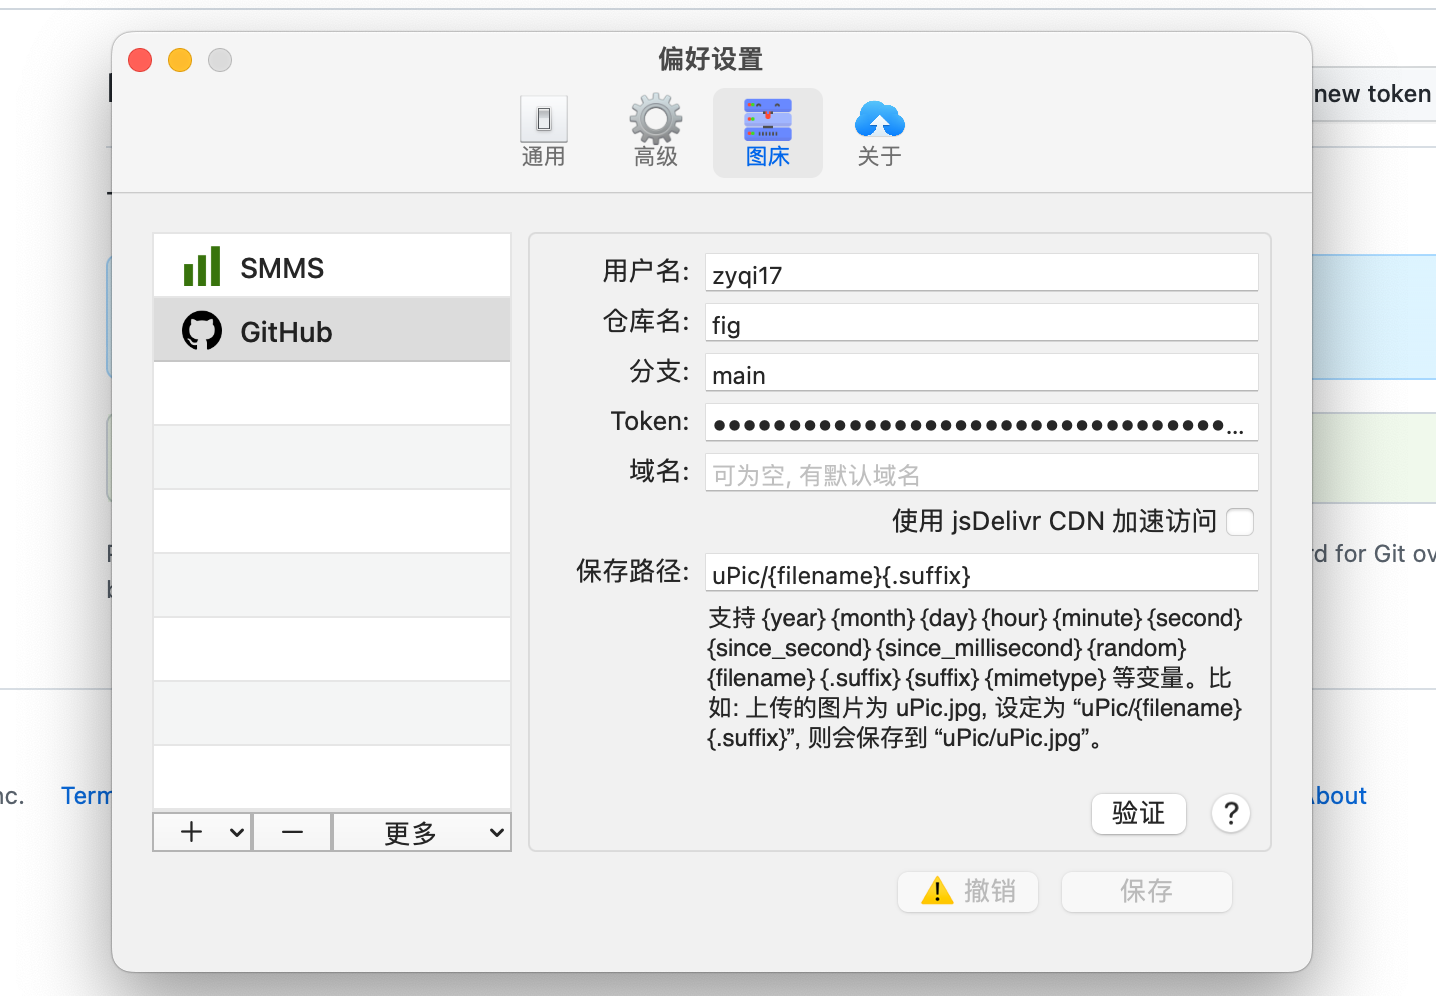 偏好设置
new token
通用
高级
图床
关于
SMMS
GitHub
用户名:
zyqi17
仓库名:
fig
分支:
main
Token:
●●●●●●●●●●●●●●●●●●●●●●●●●●●●●●●●●●...
域名:
可为空, 有默认域名
使用 jsDelivr CDN 加速访问
保存路径:
uPic/{filename}{.suffix}
支持 {year} {month} {day} {hour} {minute} {second}
{since_second} {since_millisecond} {random}
{filename} {.suffix} {suffix} {mimetype} 等变量。比
如: 上传的图片为 uPic.jpg, 设定为 “uPic/{filename}
{.suffix}”, 则会保存到 “uPic/uPic.jpg”。
for Git
Term
About
更多
验证
?
撤销
保存